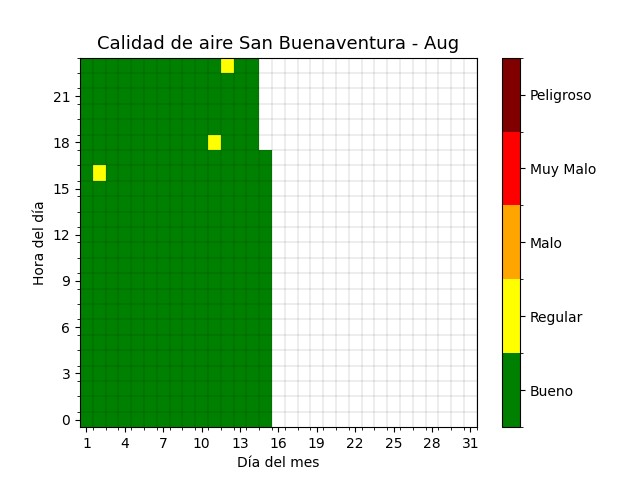 Calidad de aire San Buenaventura - Aug
Hora del día
21
18
15
12
9
6
3
0
1 4 7 10 13 16 19 22 25 28 31
Día del mes
Peligroso
Muy Malo
Malo
Regular
Bueno